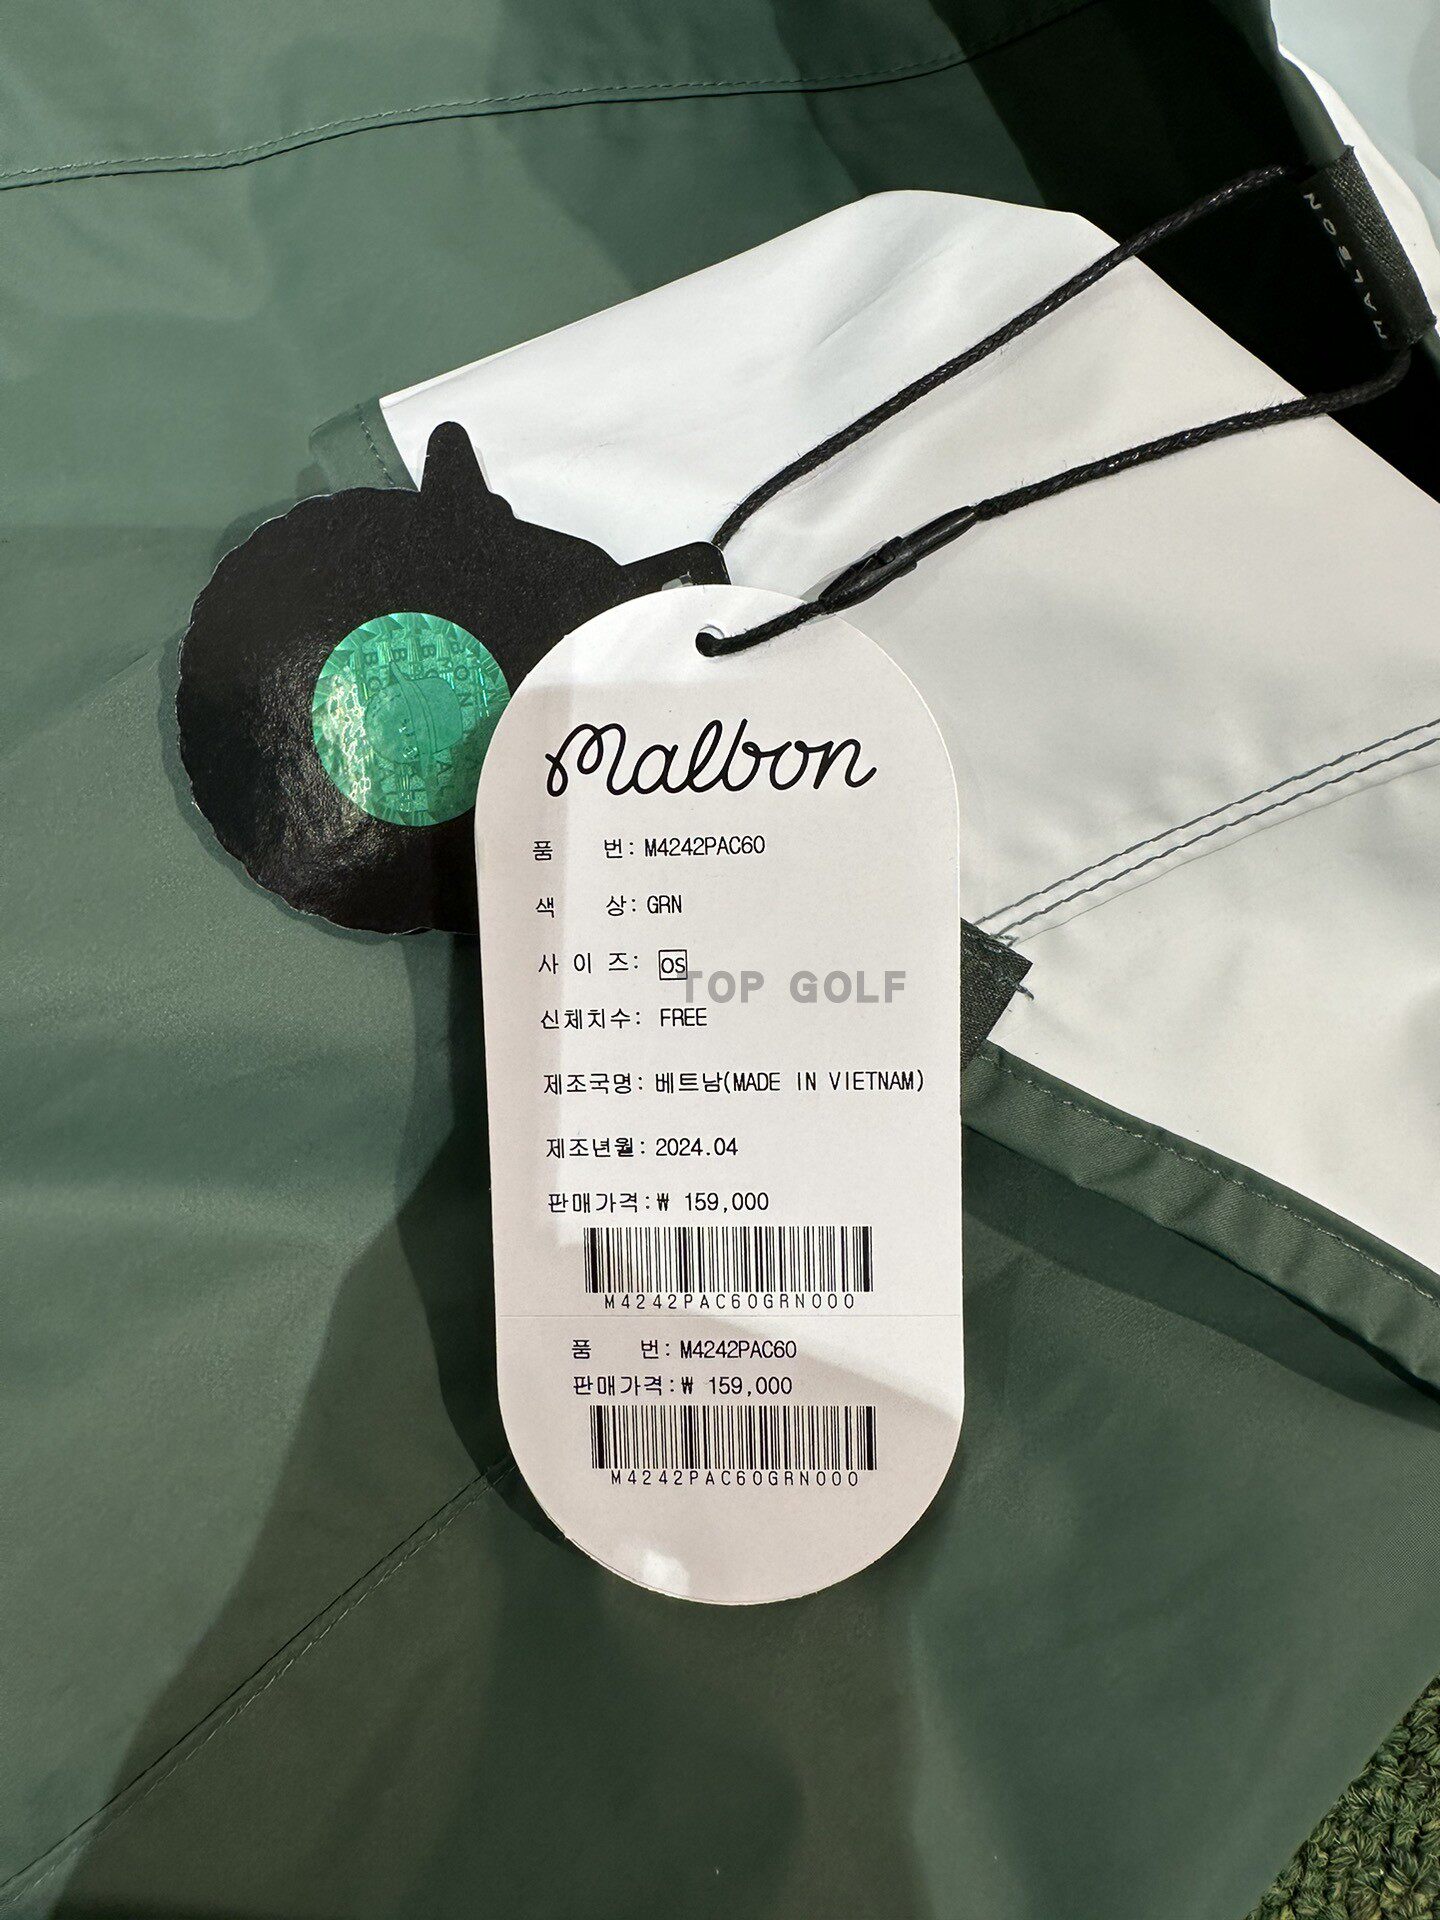 MALBON
Malbon
품 번: M4242PAC60
색 상: GRN
사 이 즈: OS
TOP GOLF
신체치수: FREE
제조국명: 베트남(MADE IN VIETNAM)
제조년월: 2024.04
판매가격:₩ 159,000
M4242PAC60GRN000
품 번: M4242PAC60
판매가격:₩ 159,000
M4242PAC60GRN000